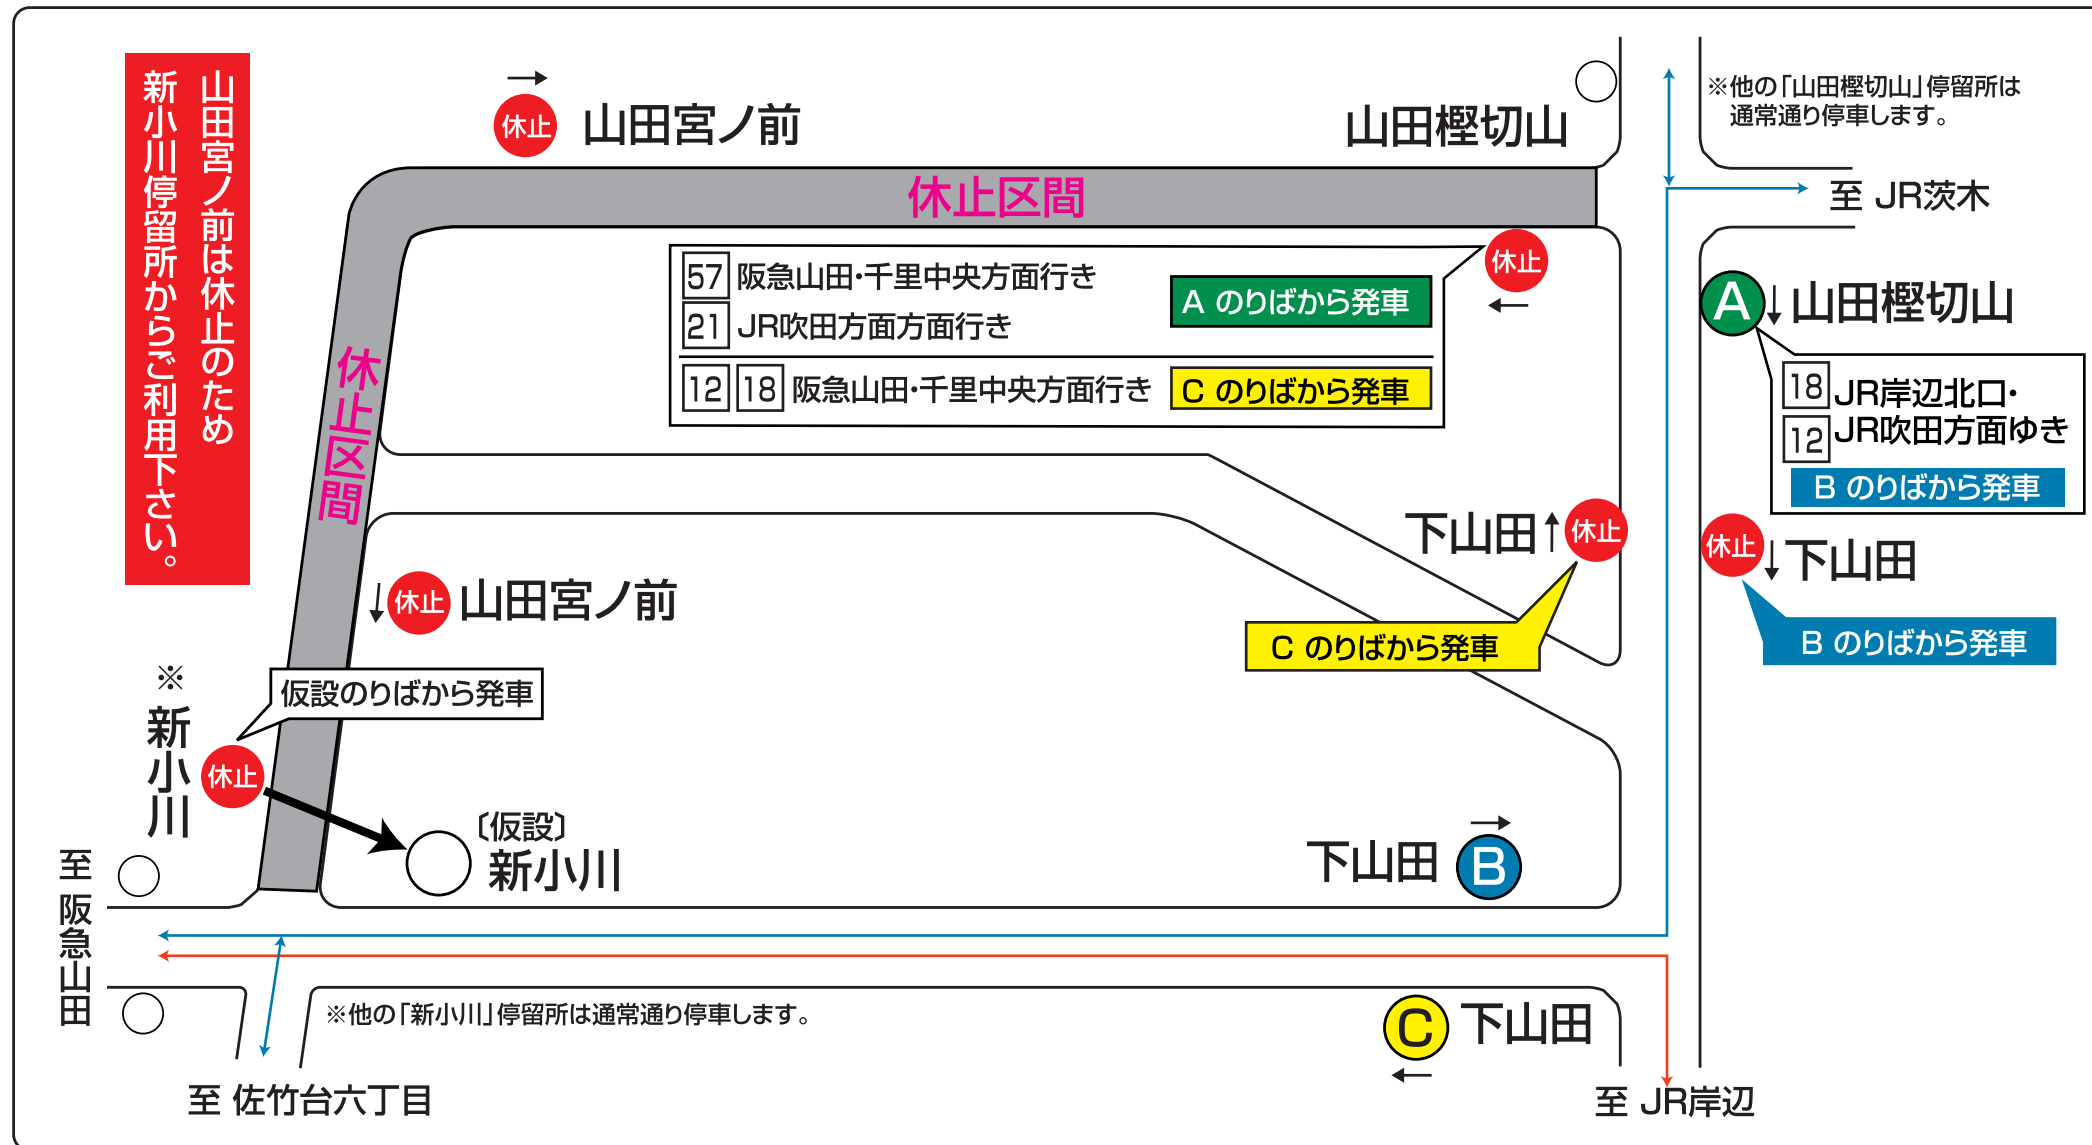 山田宮ノ前は休止のため
新小川停留所からご利用下さい。
→
休止 山田宮ノ前
山田樫切山
※他の「山田樫切山」停留所は
通常通り停車します。
休止区間
至 JR茨木
57 阪急山田・千里中央方面行き
21 JR吹田方面方面行き
A のりばから発車
12 18 阪急山田・千里中央方面行き
C のりばから発車
休止
←
A ↓山田樫切山
18 JR岸辺北口・
12 JR吹田方面ゆき
B のりばから発車
休止区間
下山田↑ 休止
C のりばから発車
休止 ↓下山田
B のりばから発車
↓ 休止 山田宮ノ前
※新小川
仮設のりばから発車
休止
〔仮設〕
新小川
→
下山田 B
至 阪急山田
※他の「新小川」停留所は通常通り停車します。
C 下山田
←
至 佐竹台六丁目
至 JR岸辺